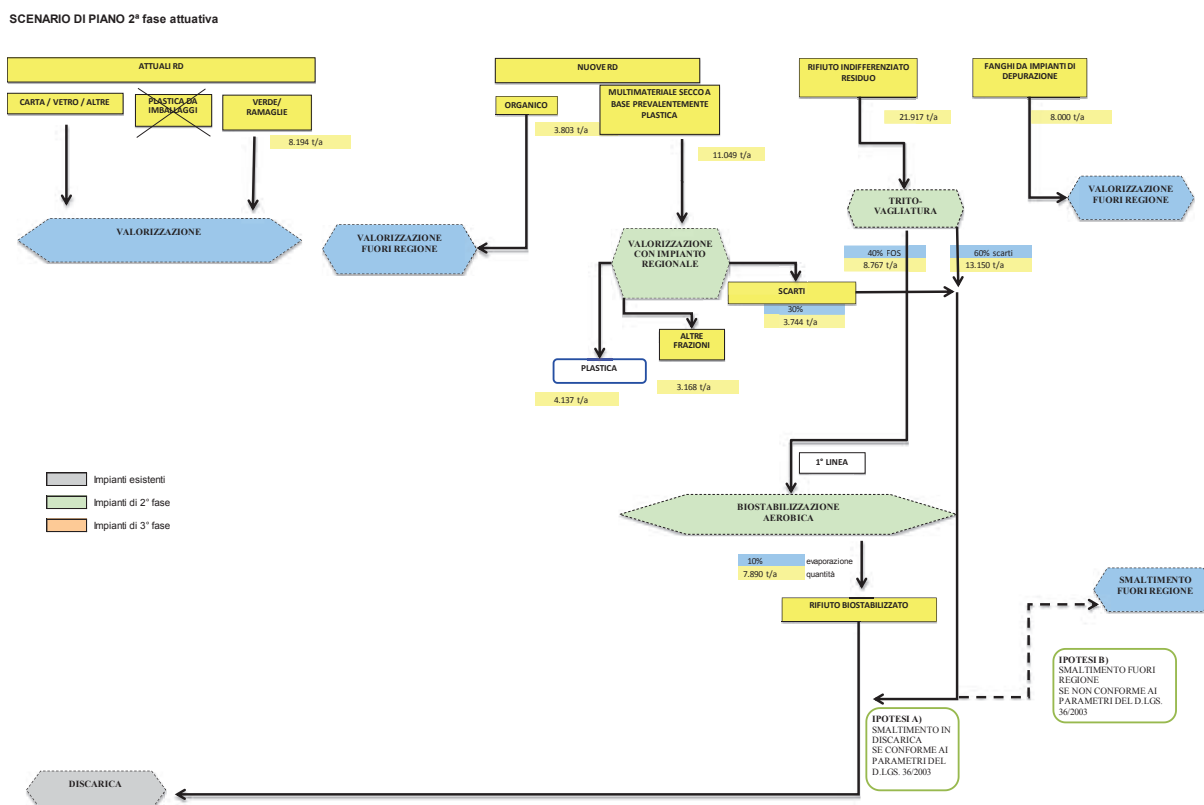 SCENARIO DI PIANO 2ª fase attuativa
ATTUALI RD
CARTA / VETRO / ALTRE
PLASTICA DA
IMBALLAGGI
VERDE/
RAMAGLIE
8.194 t/a
VALORIZZAZIONE
NUOVE RD
ORGANICO
3.803 t/a
MULTIMATERIALE SECCO A
BASE PREVALENTEMENTE
PLASTICA
11.049 t/a
VALORIZZAZIONE
FUORI REGIONE
VALORIZZAZIONE
CON IMPIANTO
REGIONALE
SCARTI
30%
3.744 t/a
ALTRE
FRAZIONI
3.168 t/a
PLASTICA
4.137 t/a
RIFIUTO INDIFFERENZIATO
RESIDUO
21.917 t/a
TRITO-
VAGLIATURA
40% FOS
8.767 t/a
60% scarti
13.150 t/a
FANGHI DA IMPIANTI DI
DEPURAZIONE
8.000 t/a
VALORIZZAZIONE
FUORI REGIONE
1° LINEA
BIOSTABILIZZAZIONE
AEROBICA
10% evaporazione
7.890 t/a quantità
RIFIUTO BIOSTABILIZZATO
Impianti esistenti
Impianti di 2° fase
Impianti di 3° fase
SMALTIMENTO
FUORI REGIONE
IPOTESI B)
SMALTIMENTO FUORI
REGIONE
SE NON CONFORME AI
PARAMETRI DEL D.LGS.
36/2003
IPOTESI A)
SMALTIMENTO IN
DISCARICA
SE CONFORME AI
PARAMETRI DEL
D.LGS. 36/2003
DISCARICA